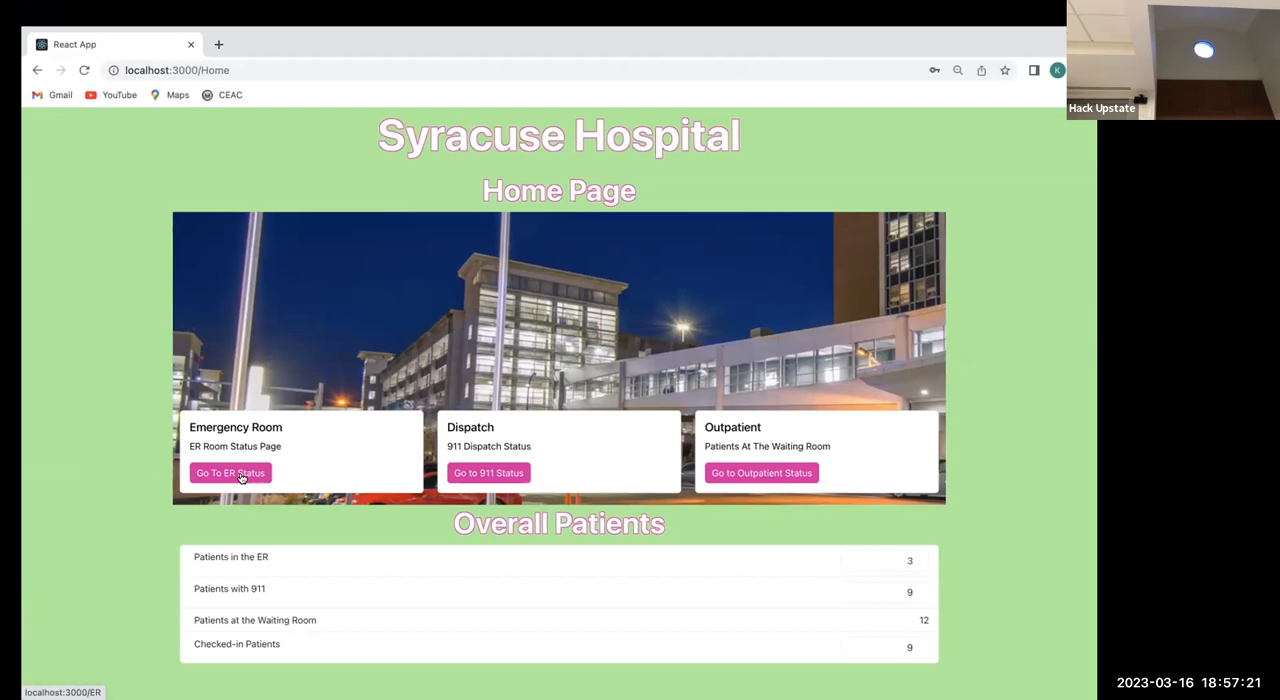 React App
localhost:3000/Home
K
Gmail YouTube Maps CEAC
Hack Upstate
Syracuse Hospital
Home Page
Emergency Room
ER Room Status Page
Go To ER Status
Dispatch
911 Dispatch Status
Go to 911 Status
Outpatient
Patients At The Waiting Room
Go to Outpatient Status
Overall Patients
Patients in the ER 3
Patients with 911 9
Patients at the Waiting Room 12
Checked-in Patients 9
localhost:3000/ER
2023-03-16 18:57:21